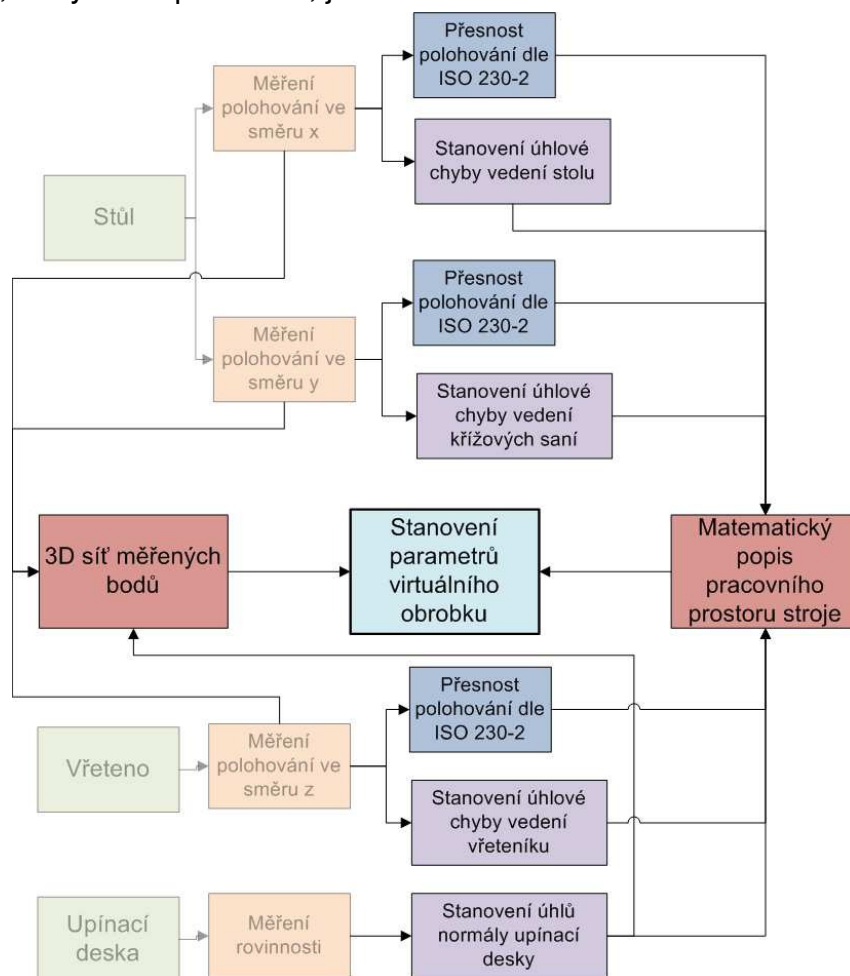 Přesnost
polohování dle
ISO 230-2
Měření
polohování ve
směru x
Stanovení úhlové
chyby vedení stolu
Stůl
Přesnost
polohování dle
ISO 230-2
Měření
polohování ve
směru y
Stanovení úhlové
chyby vedení
křížových saní
3D síť měřených
bodů
Stanovení
parametrů
virtuálního
obrobku
Matematický
popis
pracovního
prostoru stroje
Přesnost
polohování dle
ISO 230-2
Vřeteno
Měření
polohování ve
směru z
Stanovení úhlové
chyby vedení
vřeteníku
Upínací
deska
Měření
rovinnosti
Stanovení úhlů
normály upínací
desky